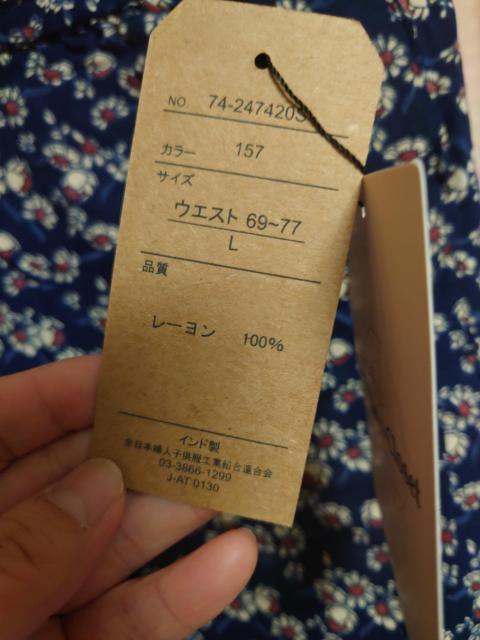 NO. 74-247420S
カラー 157
サイズ
ウエスト 69~77
L
品質
レーヨン 100%
インド製
全日本婦人子供服工業組合連合会
03-3866-1299
J-AT 0130